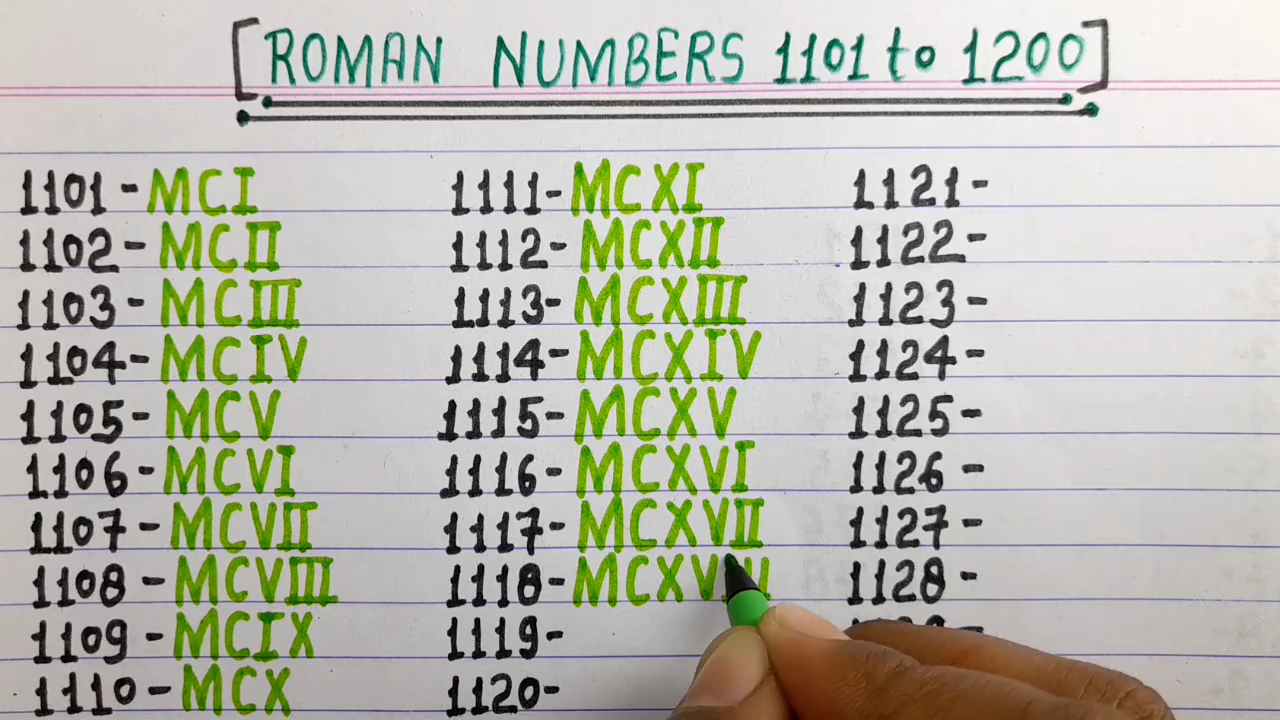 [ROMAN NUMBERS 1101 to 1200]
1101 - MCI
1102 - MCII
1103 - MCIII
1104 - MCIV
1105 - MCV
1106 - MCVI
1107 - MCVII
1108 - MCVIII
1109 - MCIX
1110 - MCX
1111 - MCXI
1112 - MCXII
1113 - MCXIII
1114 - MCXIV
1115 - MCXV
1116 - MCXVI
1117 - MCXVII
1118 -
1119 -
1120 -
1121 -
1122 -
1123 -
1124 -
1125 -
1126 -
1127 -
1128 -